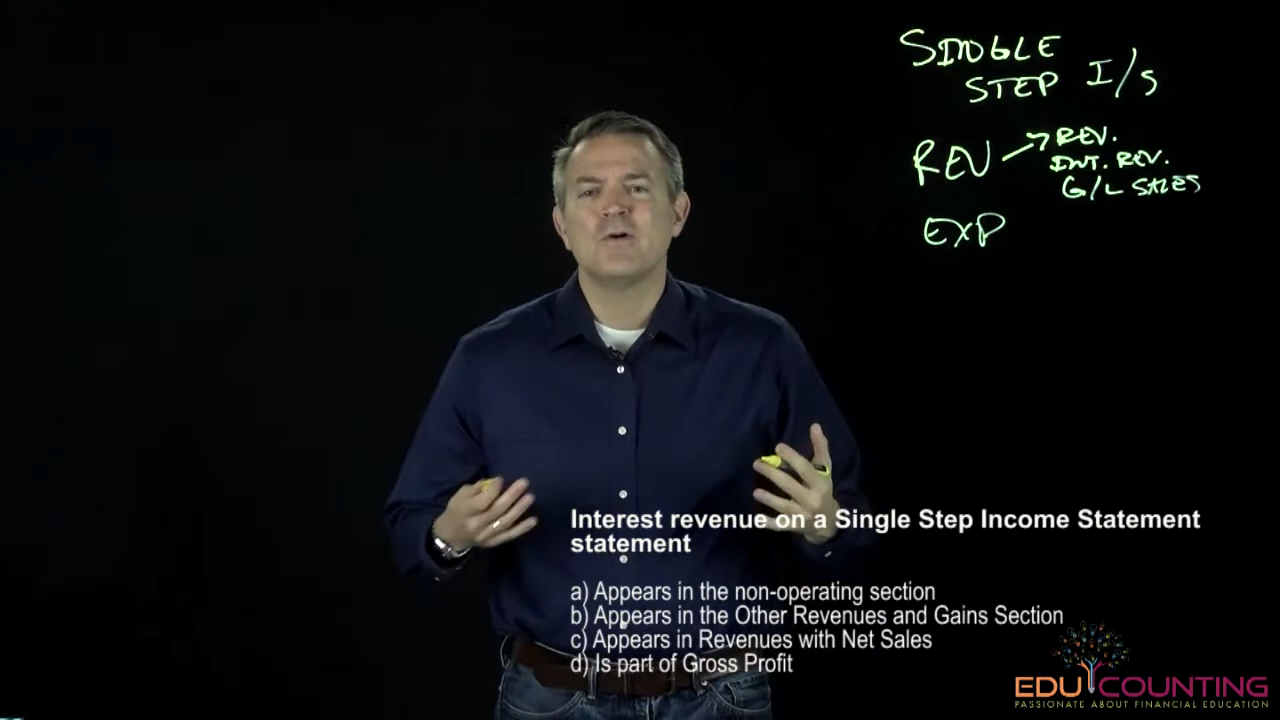 SINGLE
STEP I/S
REV → REV.
INT. REV.
G/L SALES
EXP
Interest revenue on a Single Step Income Statement
statement
a) Appears in the non-operating section
b) Appears in the Other Revenues and Gains Section
c) Appears in Revenues with Net Sales
d) Is part of Gross Profit
EDUCOUNTING
PASSIONATE ABOUT FINANCIAL EDUCATION